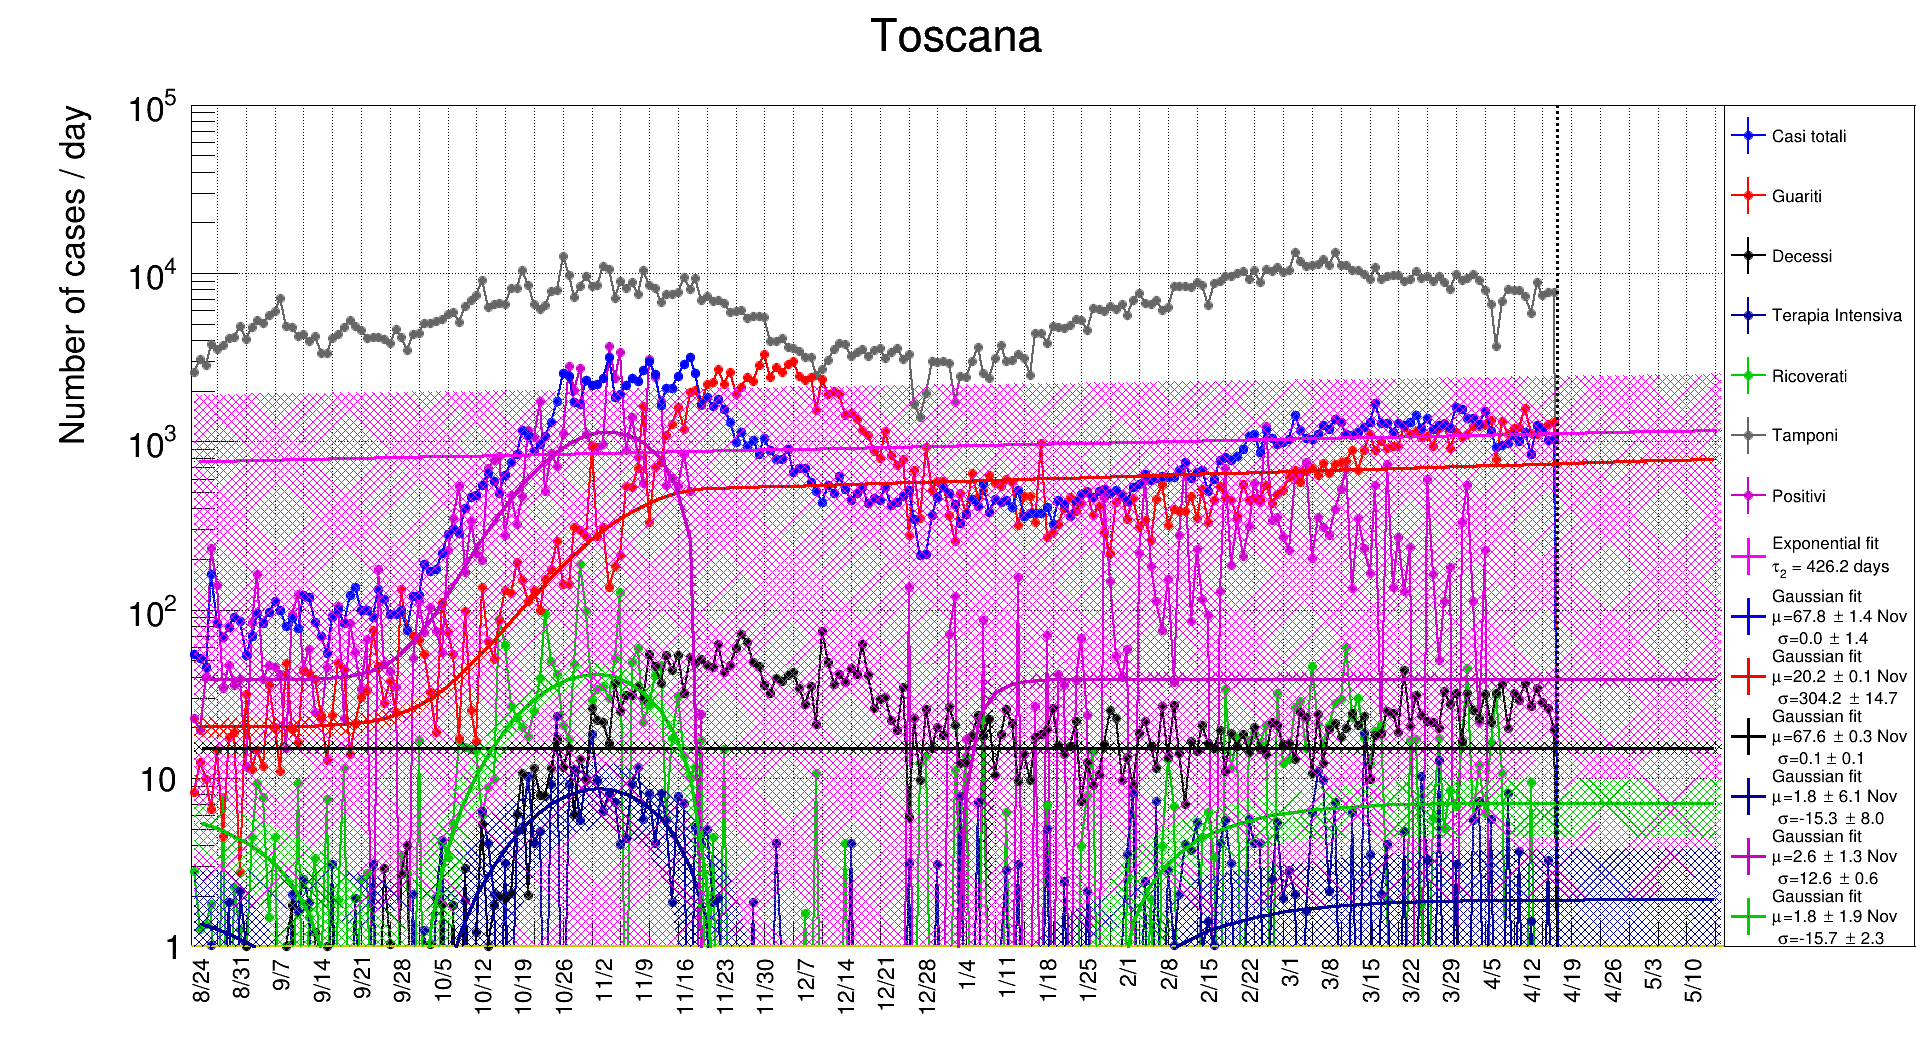 Toscana
Number of cases / day
10^5
10^4
10^3
10^2
10
1
8/24 8/31 9/7 9/14 9/21 9/28 10/5 10/12 10/19 10/26 11/2 11/9 11/16 11/23 11/30 12/7 12/14 12/21 12/28 1/4 1/11 1/18 1/25 2/1 2/8 2/15 2/22 3/1 3/8 3/15 3/22 3/29 4/5 4/12 4/19 4/26 5/3 5/10
Casi totali
Guariti
Decessi
Terapia Intensiva
Ricoverati
Tamponi
Positivi
Exponential fit
τ₂ = 426.2 days
Gaussian fit
μ=67.8 ± 1.4 Nov
σ=0.0 ± 1.4
Gaussian fit
μ=20.2 ± 0.1 Nov
σ=304.2 ± 14.7
Gaussian fit
μ=67.6 ± 0.3 Nov
σ=0.1 ± 0.1
Gaussian fit
μ=1.8 ± 6.1 Nov
σ=-15.3 ± 8.0
Gaussian fit
μ=2.6 ± 1.3 Nov
σ=12.6 ± 0.6
Gaussian fit
μ=1.8 ± 1.9 Nov
σ=-15.7 ± 2.3